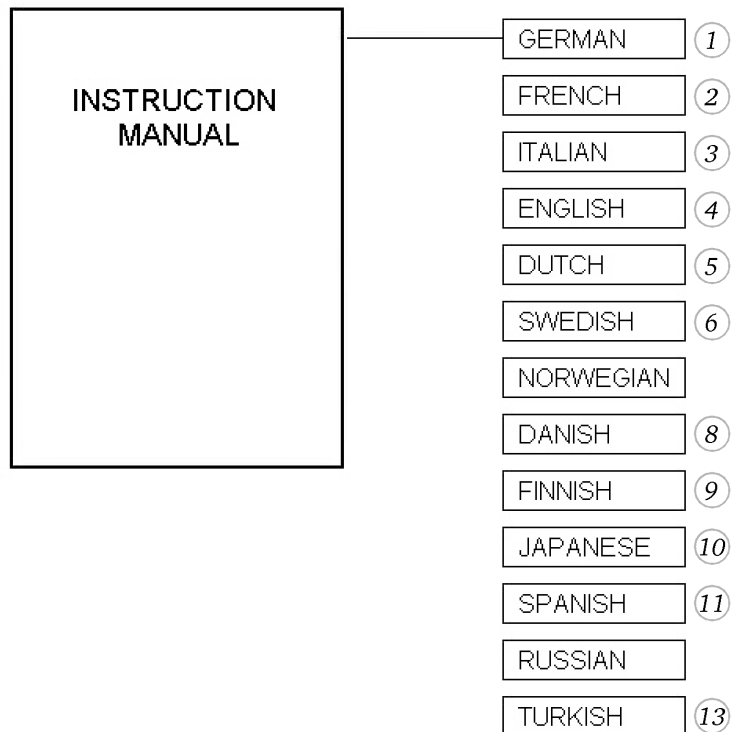 INSTRUCTION
MANUAL
GERMAN 1
FRENCH 2
ITALIAN 3
ENGLISH 4
DUTCH 5
SWEDISH 6
NORWEGIAN
DANISH 8
FINNISH 9
JAPANESE 10
SPANISH 11
RUSSIAN
TURKISH 13